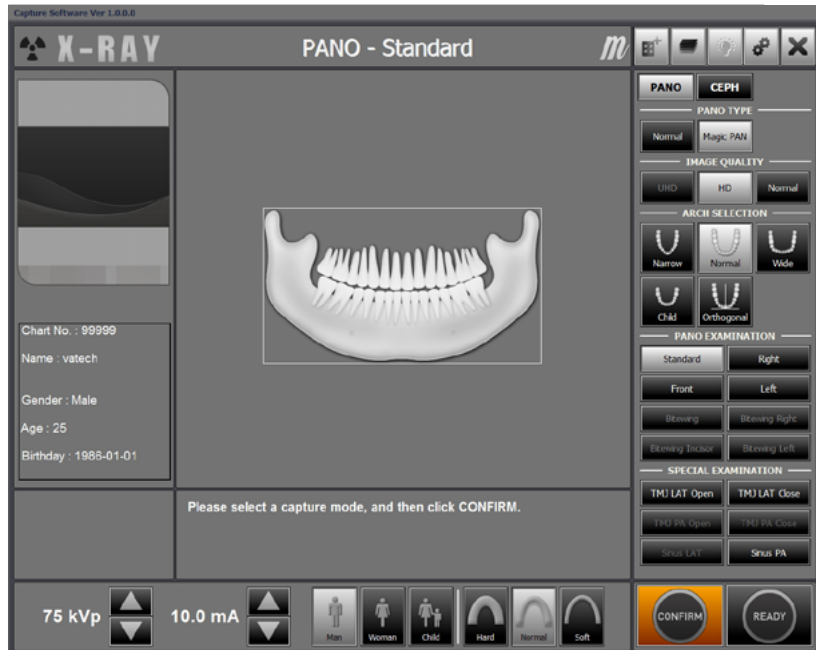 Capture Software Ver 1.0.0.0
X-RAY
PANO - Standard
m
PANO CEPH
PANO TYPE
Normal Magic PAN
IMAGE QUALITY
UHD HD Normal
ARCH SELECTION
Narrow Normal Wide
Child Orthogonal
PANO EXAMINATION
Standard Right
Front Left
Bitewing Bitewing Right
Bitewing Incisor Bitewing Left
SPECIAL EXAMINATION
TMJ LAT Open TMJ LAT Close
TMJ PA Open TMJ PA Close
Sinus LAT Sinus PA
Chart No. : 99999
Name : vatech
Gender : Male
Age : 25
Birthday : 1986-01-01
Please select a capture mode, and then click CONFIRM.
75 kVp 10.0 mA
Man Woman Child Hard Normal Soft
CONFIRM READY